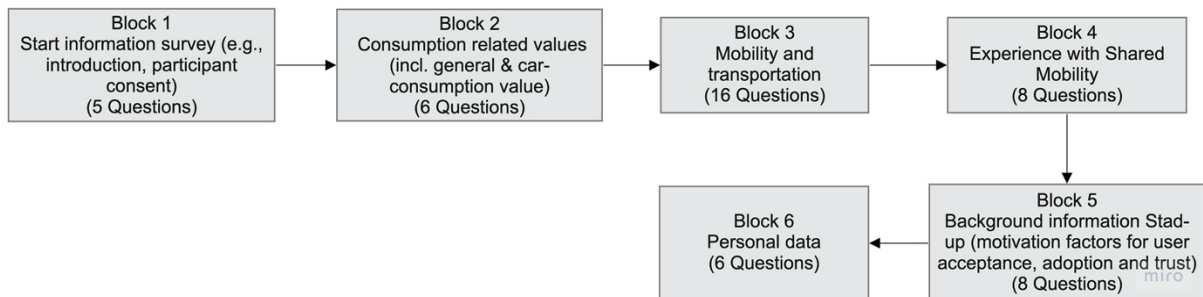 Block 1
Start information survey (e.g.,
introduction, participant
consent)
(5 Questions)
Block 2
Consumption related values
(incl. general & car-
consumption value)
(6 Questions)
Block 3
Mobility and
transportation
(16 Questions)
Block 4
Experience with Shared
Mobility
(8 Questions)
Block 5
Background information Stad-
up (motivation factors for user
acceptance, adoption and trust)
(8 Questions)
Block 6
Personal data
(6 Questions)
miro